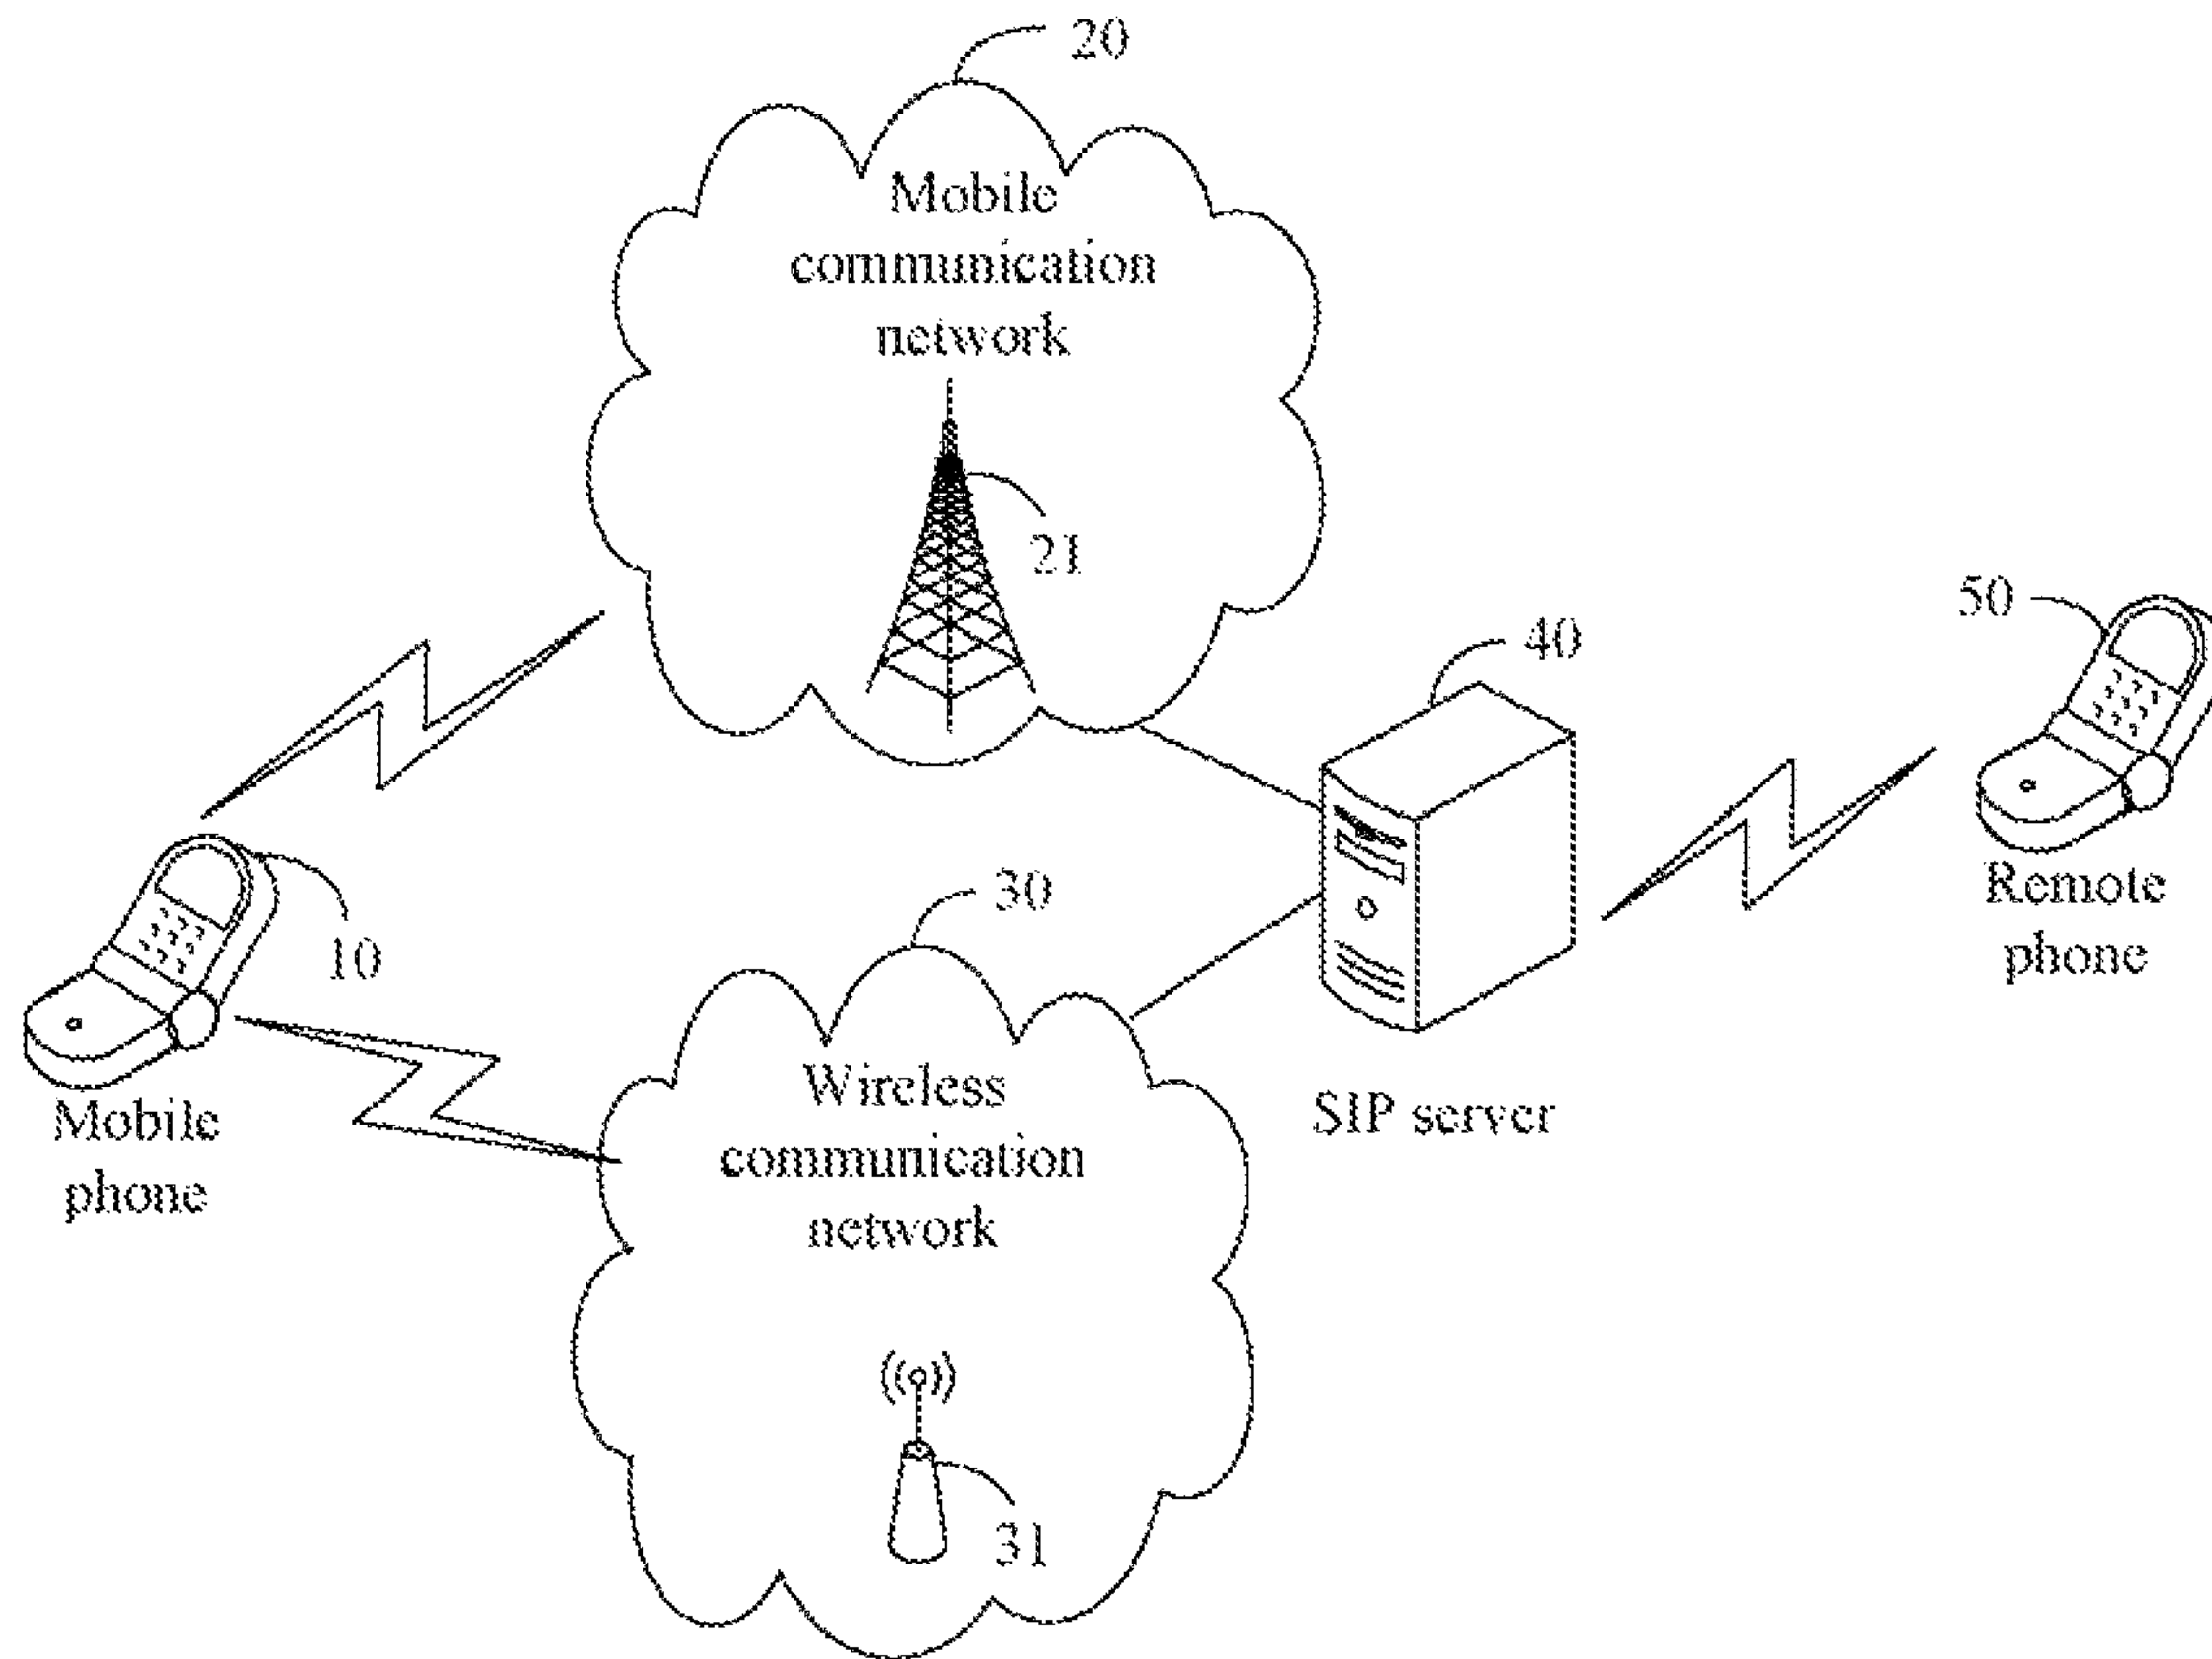 20
Mobile
communication
network
21
50
40
Remote
phone
10
Mobile
phone
30
SIP server
Wireless
communication
network
31